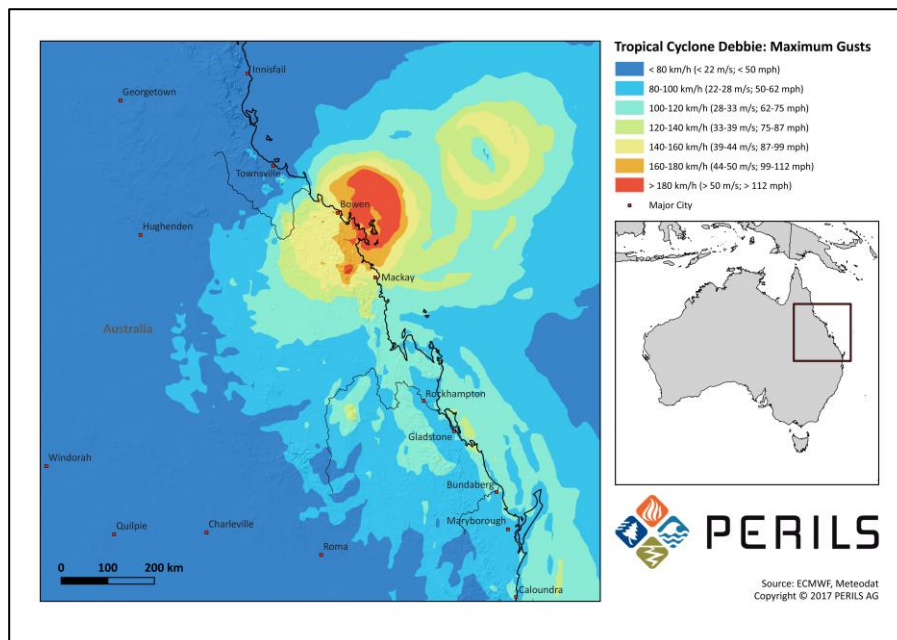 Tropical Cyclone Debbie: Maximum Gusts
< 80 km/h (< 22 m/s; < 50 mph)
80-100 km/h (22-28 m/s; 50-62 mph)
100-120 km/h (28-33 m/s; 62-75 mph)
120-140 km/h (33-39 m/s; 75-87 mph)
140-160 km/h (39-44 m/s; 87-99 mph)
160-180 km/h (44-50 m/s; 99-112 mph)
> 180 km/h (> 50 m/s; > 112 mph)
Major City
Innisfail
Georgetown
Townsville
Bowen
Hughenden
Mackay
Australia
Rockhampton
Gladstone
Windorah
Bundaberg
Maryborough
Quilpie
Charleville
Roma
Caloundra
0 100 200 km
PERILS
Source: ECMWF, Meteodat
Copyright © 2017 PERILS AG